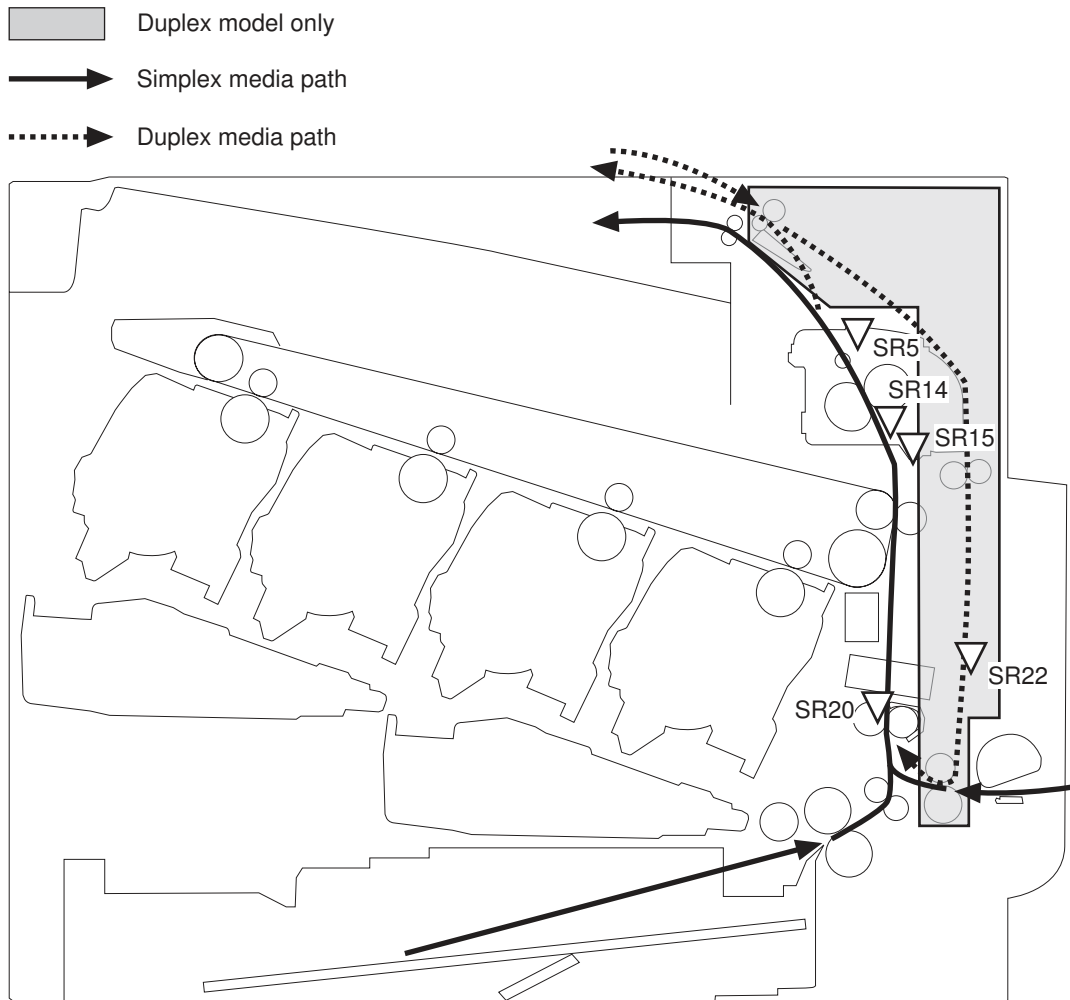 Duplex model only
Simplex media path
Duplex media path
SR5
SR14
SR15
SR22
SR20